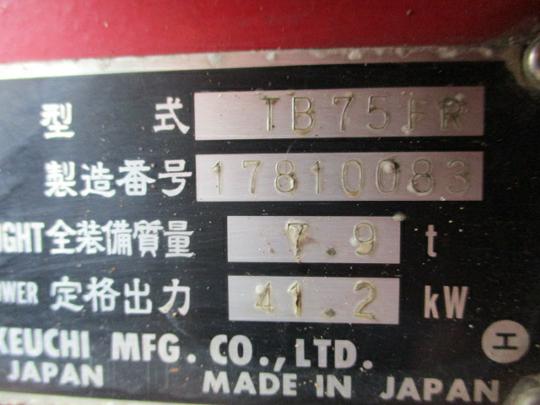 型 式 TB75FR
製造番号 17810083
全装備質量 7.9 t
定格出力 41.2 kW
MFG. CO., LTD. 工
JAPAN MADE IN JAPAN